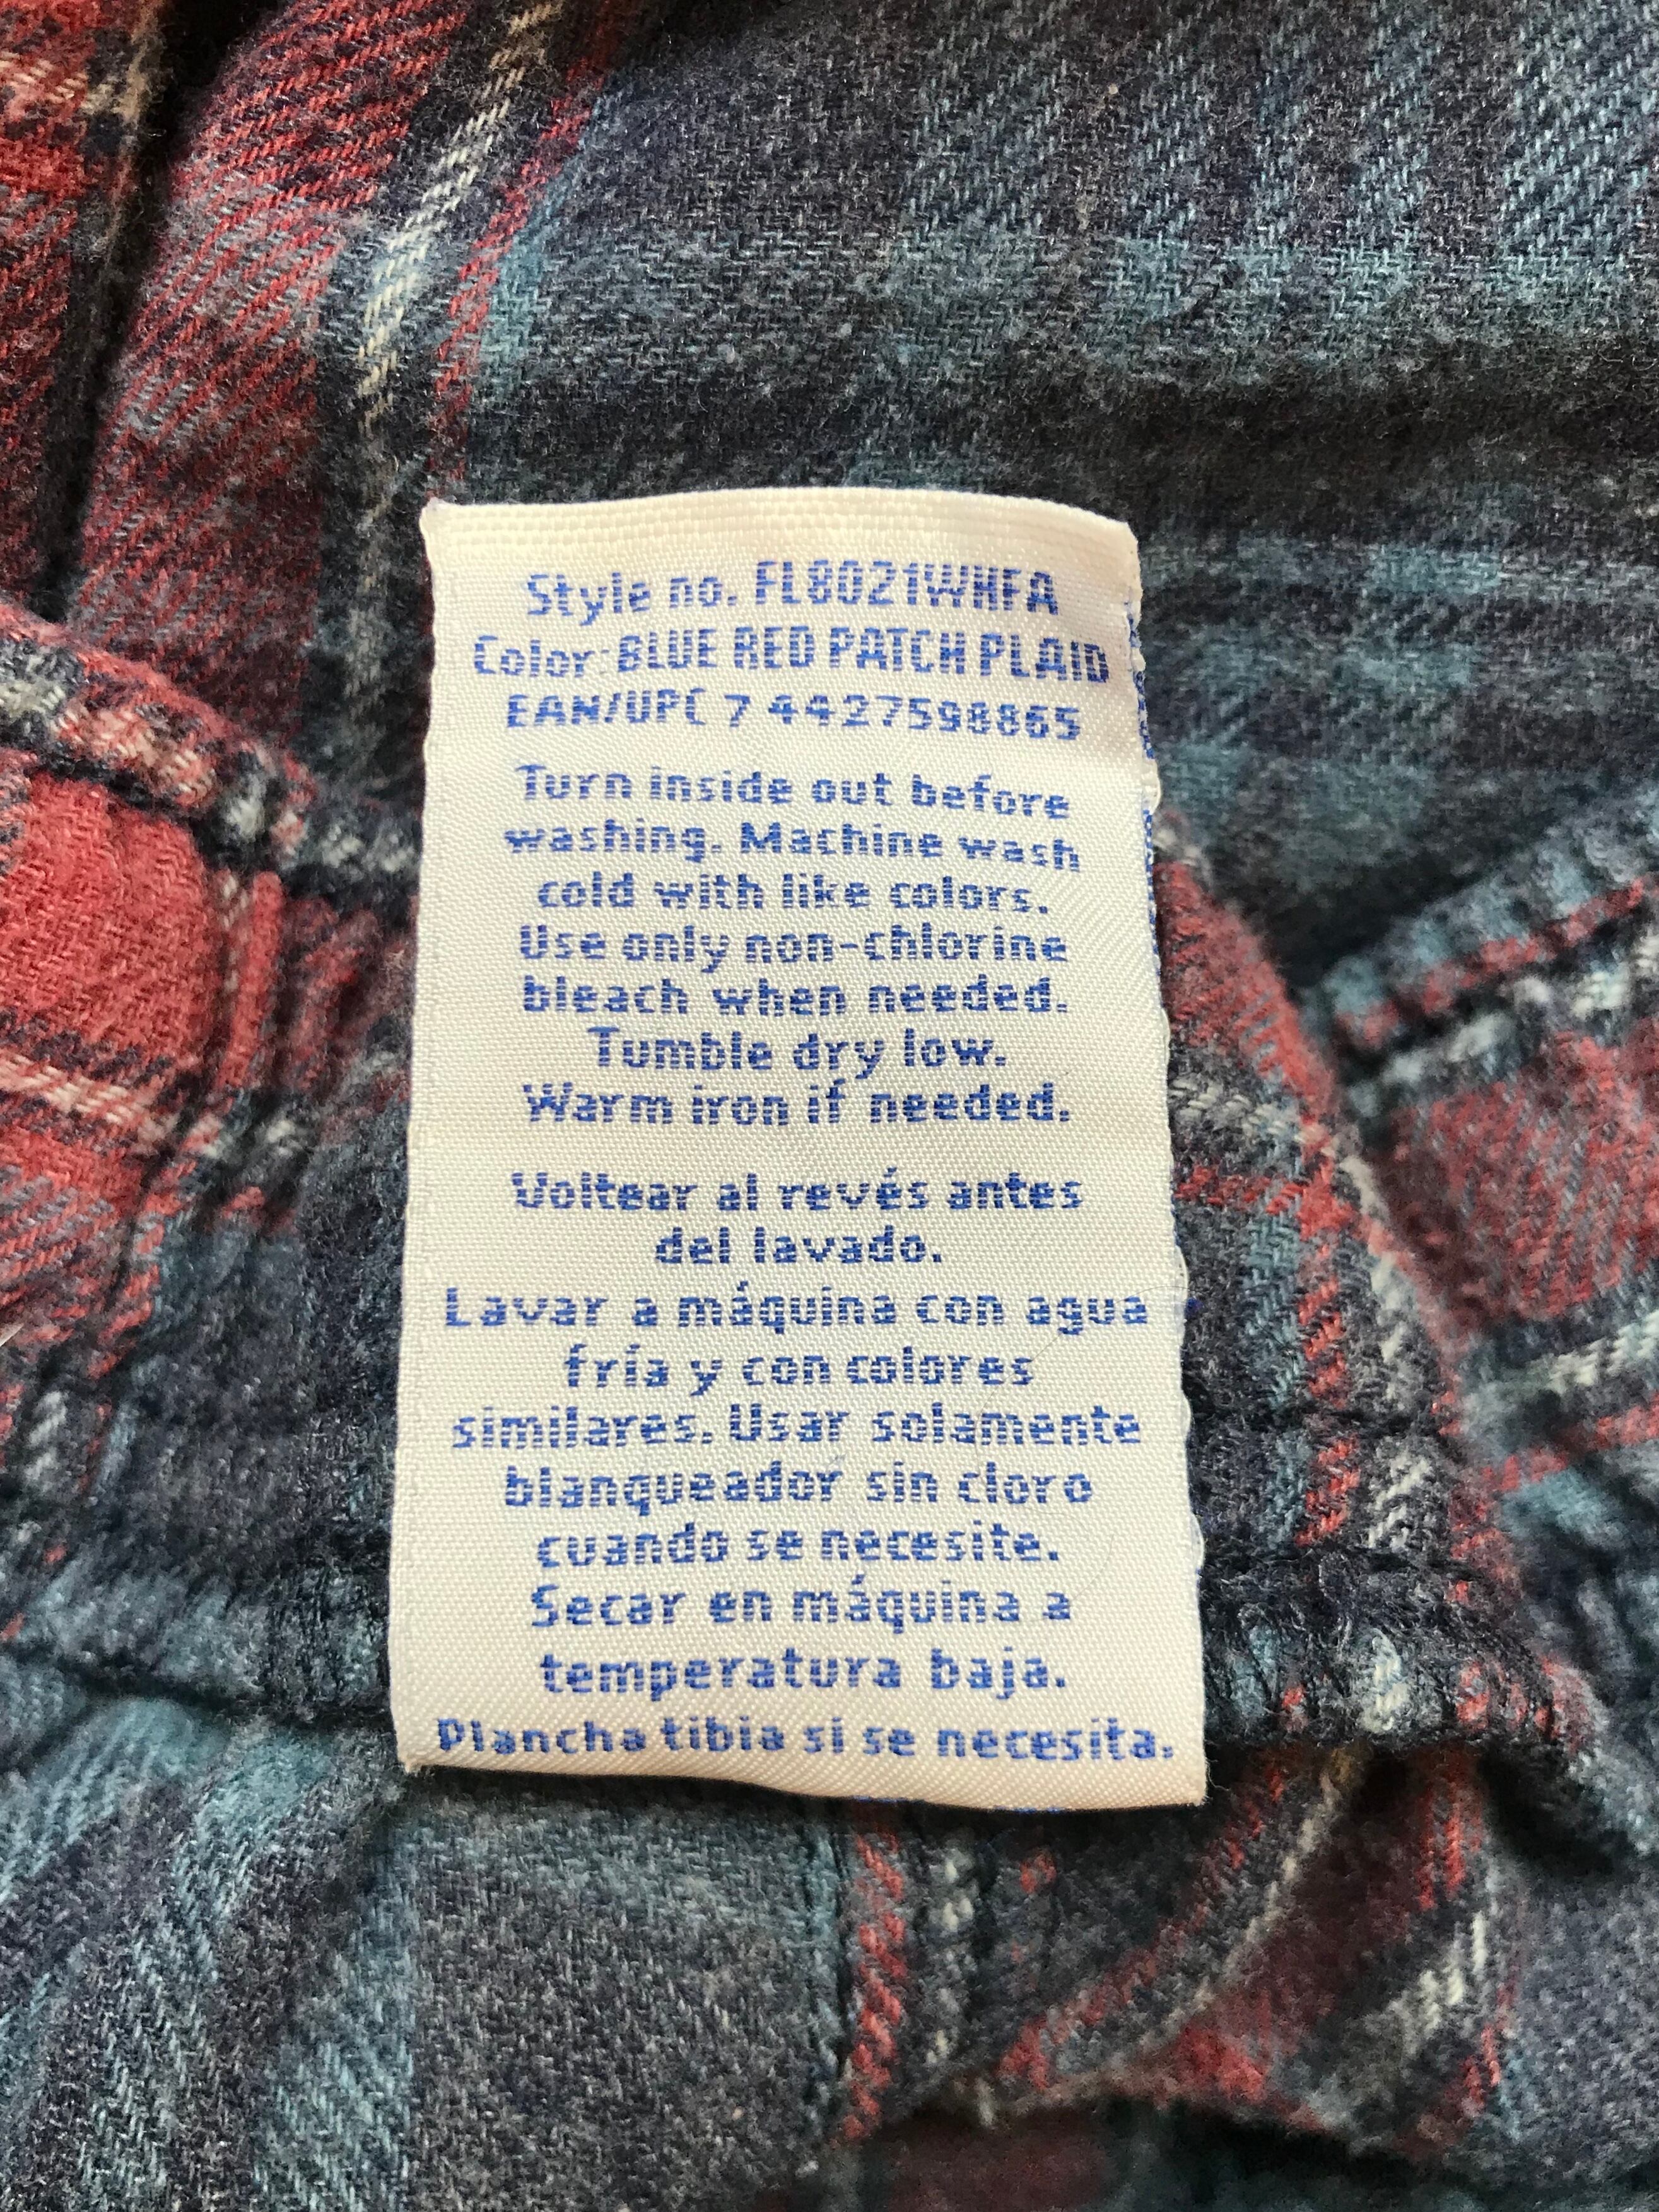 Style no. FL8021WHFA
Color: BLUE RED PATCH PLAID
EAN/UPC 7 4427598865
Turn inside out before
washing. Machine wash
cold with like colors.
Use only non-chlorine
bleach when needed.
Tumble dry low.
Warm iron if needed.
Voltear al revés antes
del lavado.
Lavar a máquina con agua
fría y con colores
similares. Usar solamente
blanqueador sin cloro
cuando se necesite.
Secar en máquina a
temperatura baja.
Plancha tibia si se necesita.